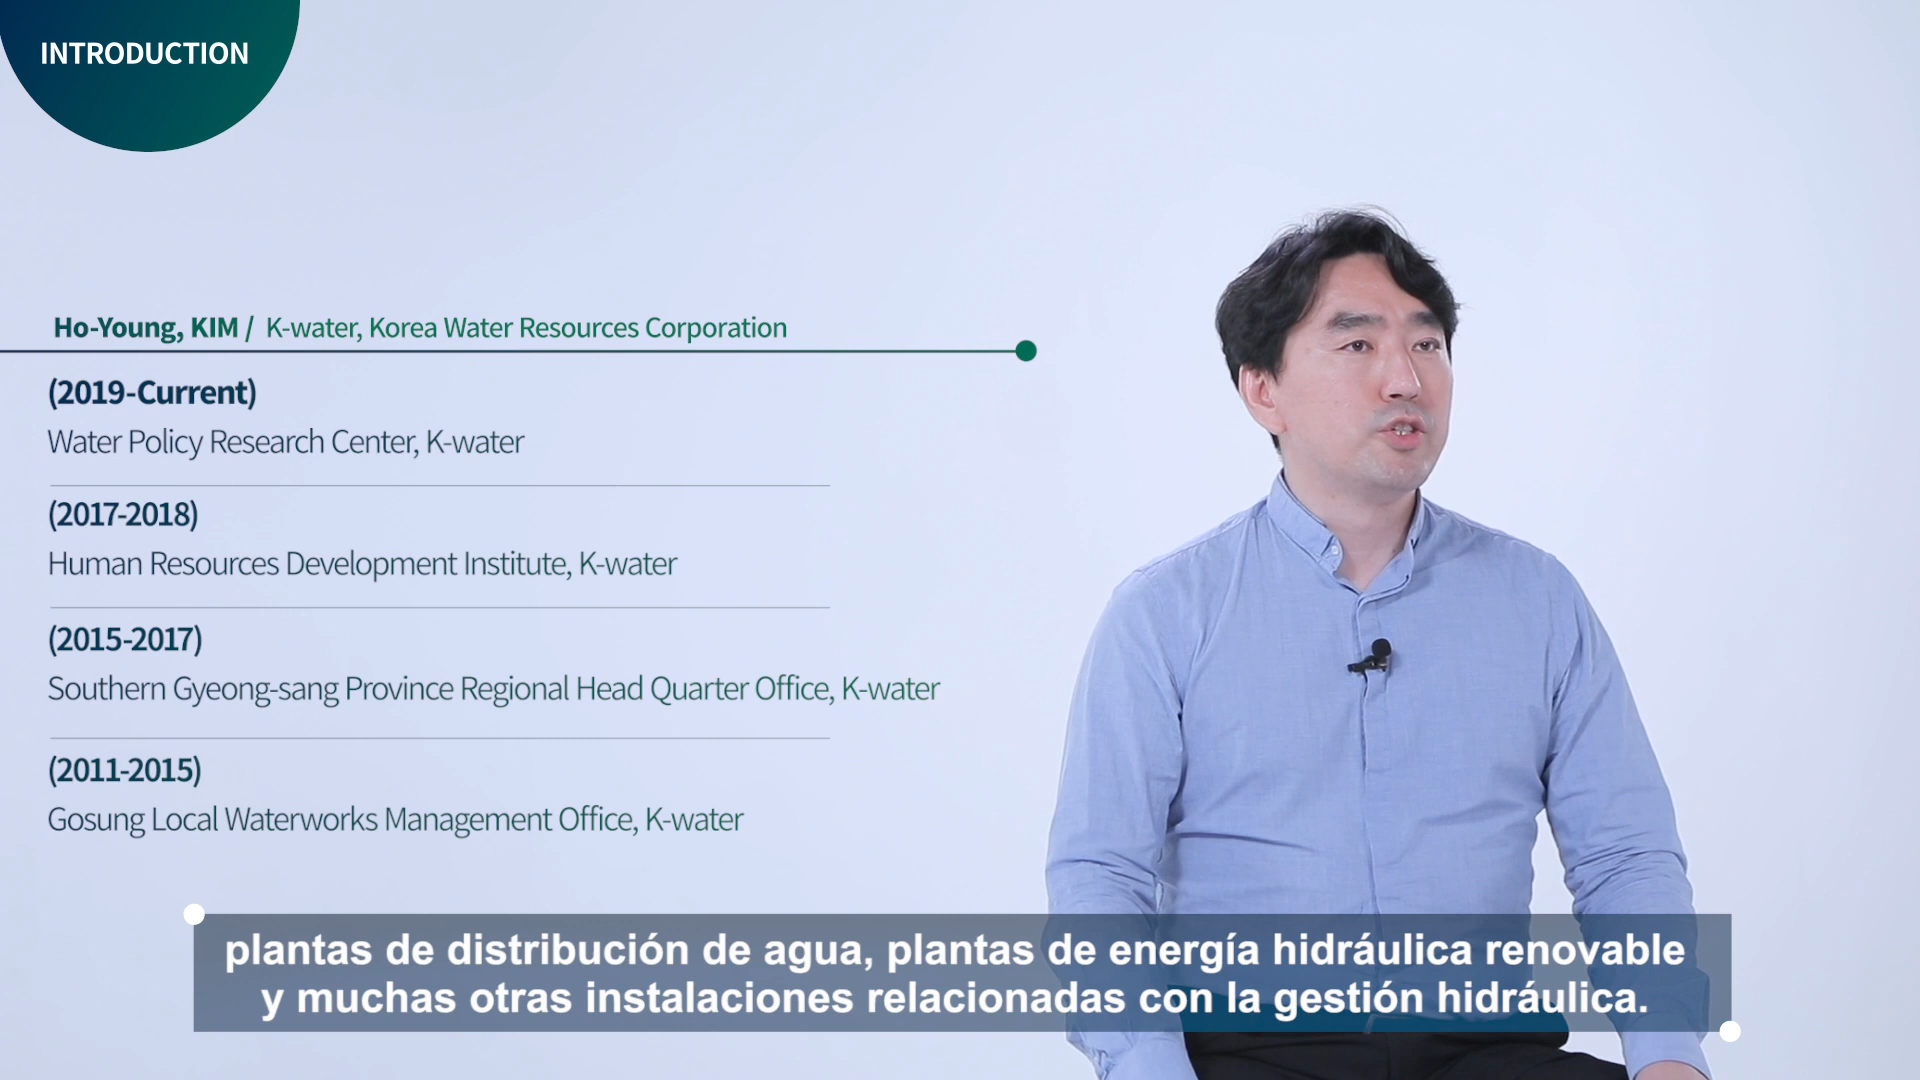 INTRODUCTION
Ho-Young, KIM / K-water, Korea Water Resources Corporation
(2019-Current)
Water Policy Research Center, K-water
(2017-2018)
Human Resources Development Institute, K-water
(2015-2017)
Southern Gyeong-sang Province Regional Head Quarter Office, K-water
(2011-2015)
Gosung Local Waterworks Management Office, K-water
plantas de distribución de agua, plantas de energía hidráulica renovable
y muchas otras instalaciones relacionadas con la gestión hidráulica.